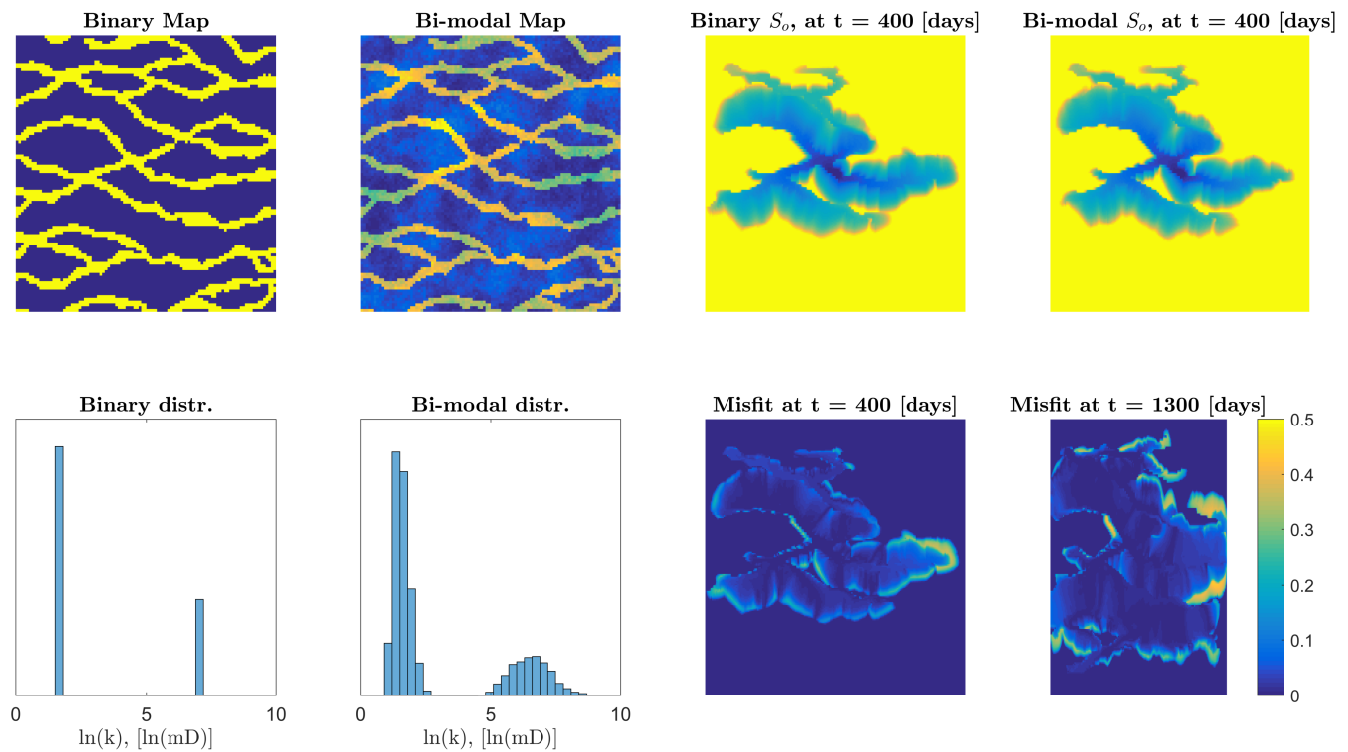 Binary Map
Bi-modal Map
Binary $S_o$, at t = 400 [days]
Bi-modal $S_o$, at t = 400 [days]
Binary distr.
Bi-modal distr.
Misfit at t = 400 [days]
Misfit at t = 1300 [days]
0.5
0.4
0.3
0.2
0.1
0
0 5 10
0 5 10
ln(k), [ln(mD)]
ln(k), [ln(mD)]